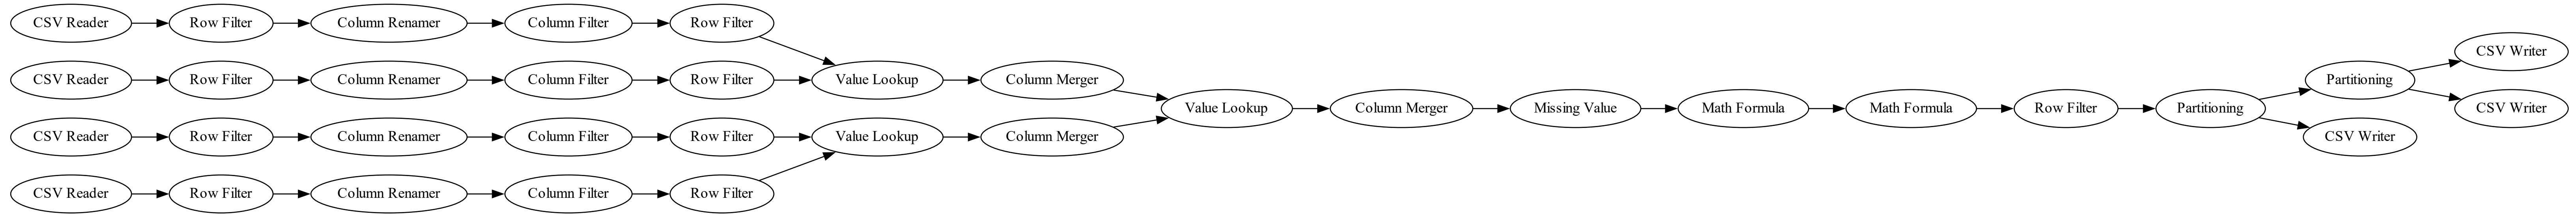 CSV Reader
Row Filter
Column Renamer
Column Filter
Row Filter
CSV Reader
Row Filter
Column Renamer
Column Filter
Row Filter
Value Lookup
Column Merger
CSV Reader
Row Filter
Column Renamer
Column Filter
Row Filter
Value Lookup
Column Merger
CSV Reader
Row Filter
Column Renamer
Column Filter
Row Filter
Value Lookup
Column Merger
Missing Value
Math Formula
Math Formula
Row Filter
Partitioning
Partitioning
CSV Writer
CSV Writer
CSV Writer